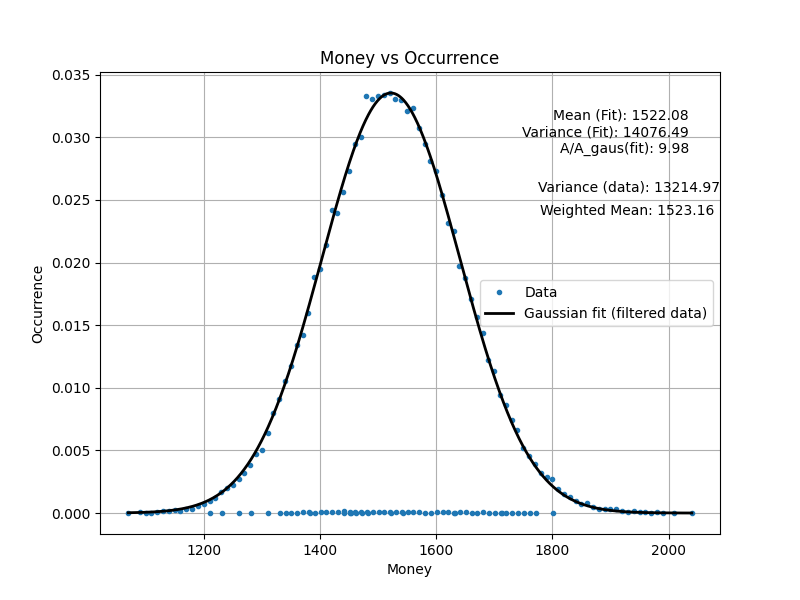 Money vs Occurrence
0.035
0.030
0.025
0.020
0.015
0.010
0.005
0.000
Occurrence
Mean (Fit): 1522.08
Variance (Fit): 14076.49
A/A_gaus(fit): 9.98
Variance (data): 13214.97
Weighted Mean: 1523.16
Data
Gaussian fit (filtered data)
1200 1400 1600 1800 2000
Money